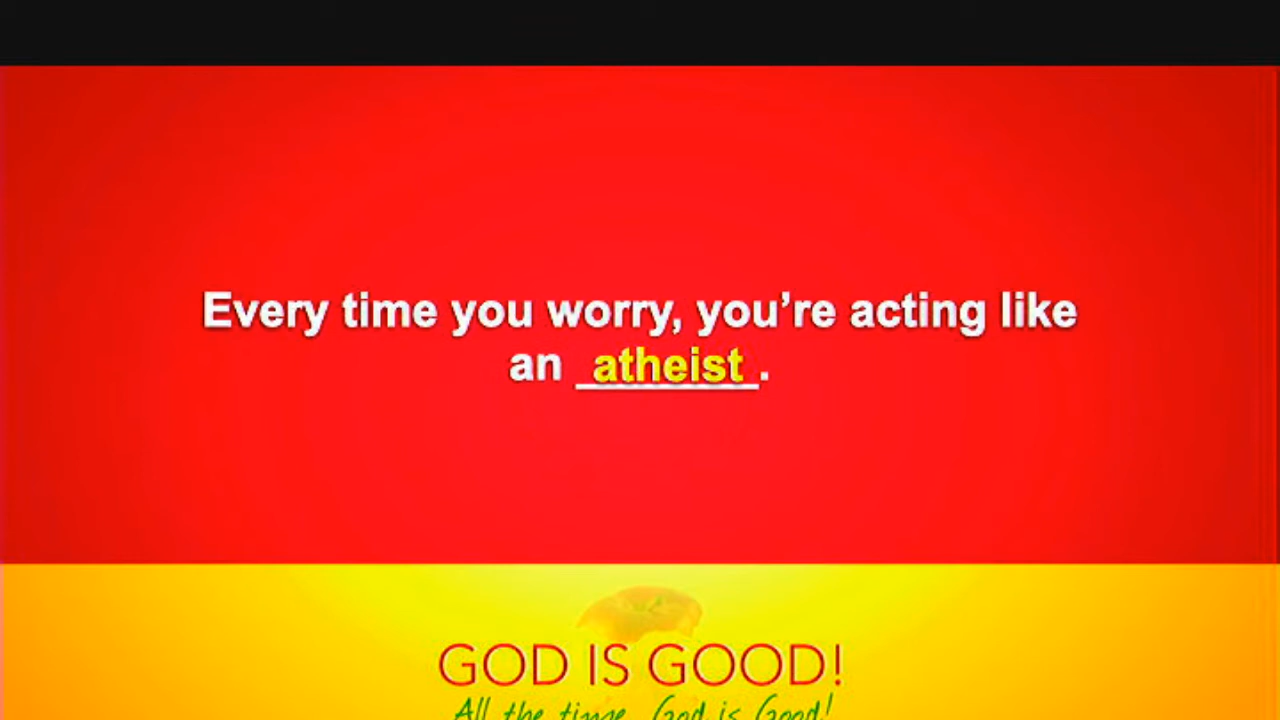 Every time you worry, you’re acting like
an atheist.
GOD IS GOOD!
All the time, God is Good!